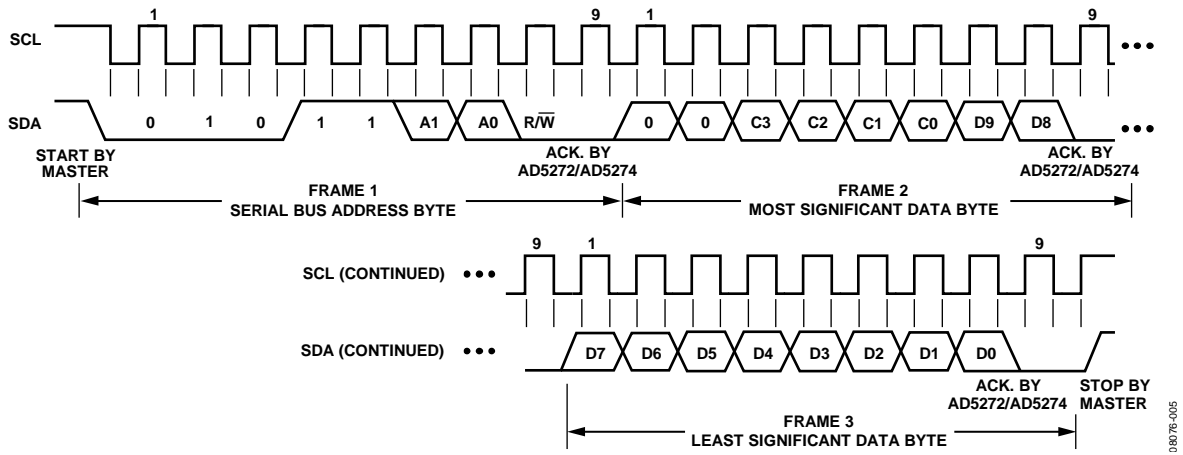 1 9 1 9
SCL
SDA 0 1 0 1 1 A1 A0 R/W̅ 0 0 C3 C2 C1 C0 D9 D8
START BY
MASTER
ACK. BY
AD5272/AD5274
ACK. BY
AD5272/AD5274
FRAME 1
SERIAL BUS ADDRESS BYTE
FRAME 2
MOST SIGNIFICANT DATA BYTE
9 1 9
SCL (CONTINUED)
SDA (CONTINUED) D7 D6 D5 D4 D3 D2 D1 D0
ACK. BY
AD5272/AD5274
STOP BY
MASTER
FRAME 3
LEAST SIGNIFICANT DATA BYTE
08076-005